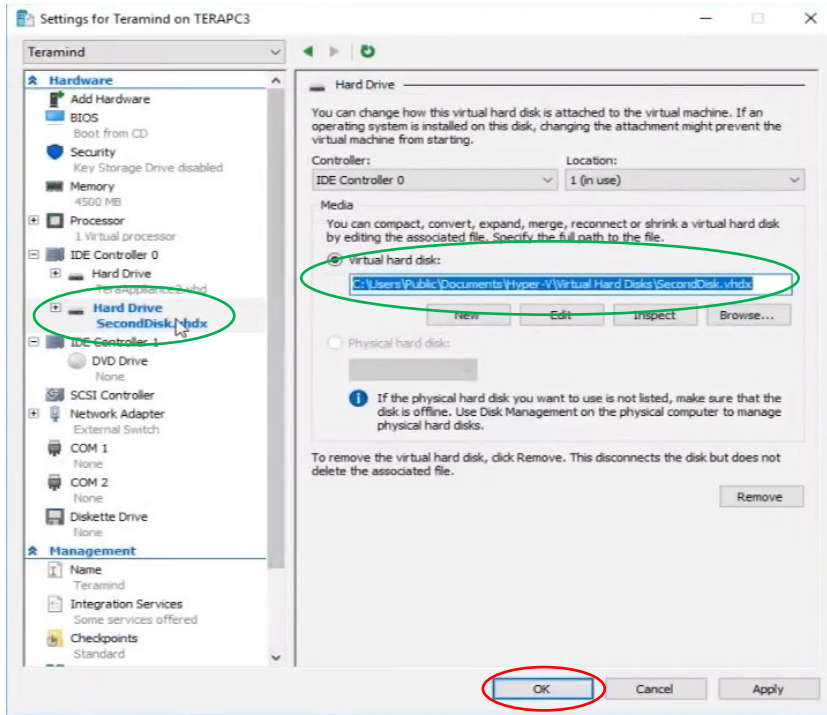 Settings for Teramind on TERAPC3
Teramind
Hardware
Add Hardware
BIOS
Boot from CD
Security
Key Storage Drive disabled
Memory
4500 MB
Processor
1 Virtual processor
IDE Controller 0
Hard Drive
TeraAppliance2.vhd
Hard Drive
SecondDisk.vhdx
IDE Controller 1
DVD Drive
None
SCSI Controller
Network Adapter
External Switch
COM 1
None
COM 2
None
Diskette Drive
None
Management
Name
Teramind
Integration Services
Some services offered
Checkpoints
Standard
Hard Drive
You can change how this virtual hard disk is attached to the virtual machine. If an
operating system is installed on this disk, changing the attachment might prevent the
virtual machine from starting.
Controller:
Location:
IDE Controller 0
1 (in use)
Media
You can compact, convert, expand, merge, reconnect or shrink a virtual hard disk
by editing the associated file. Specify the full path to the file.
Virtual hard disk:
C:\Users\Public\Documents\Hyper-V\Virtual Hard Disks\SecondDisk.vhdx
New
Edit
Inspect
Browse...
Physical hard disk:
If the physical hard disk you want to use is not listed, make sure that the
disk is offline. Use Disk Management on the physical computer to manage
physical hard disks.
To remove the virtual hard disk, click Remove. This disconnects the disk but does not
delete the associated file.
Remove
OK
Cancel
Apply